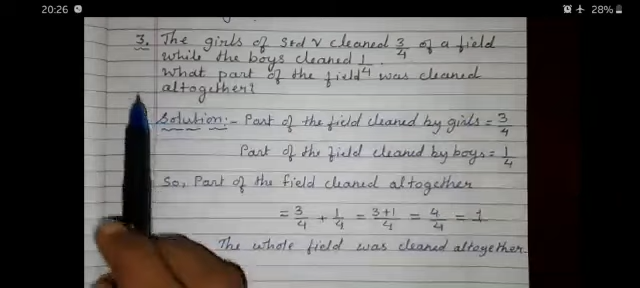 20:26
28%
3. The girls of std V cleaned 3/4 of a field
while the boys cleaned 1/4.
What part of the field was cleaned
altogether?
Solution:- Part of the field cleaned by girls = 3/4
Part of the field cleaned by boys = 1/4
So, Part of the field cleaned altogether
= 3/4 + 1/4 = 3+1/4 = 4/4 = 1
The whole field was cleaned altogether.